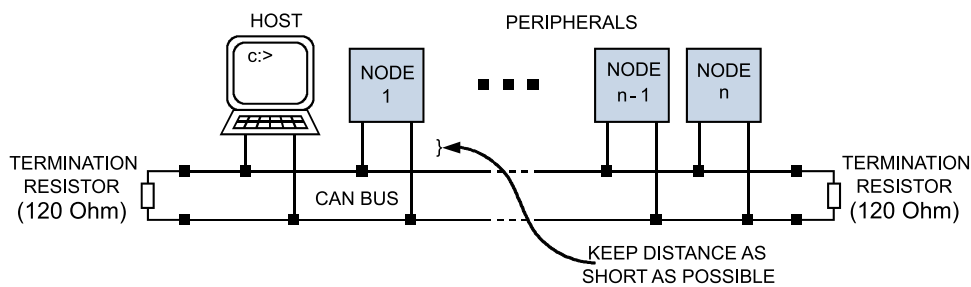 HOST
PERIPHERALS
c:>
NODE
1
NODE
n-1
NODE
n
}
TERMINATION
RESISTOR
(120 Ohm)
CAN BUS
TERMINATION
RESISTOR
(120 Ohm)
KEEP DISTANCE AS
SHORT AS POSSIBLE